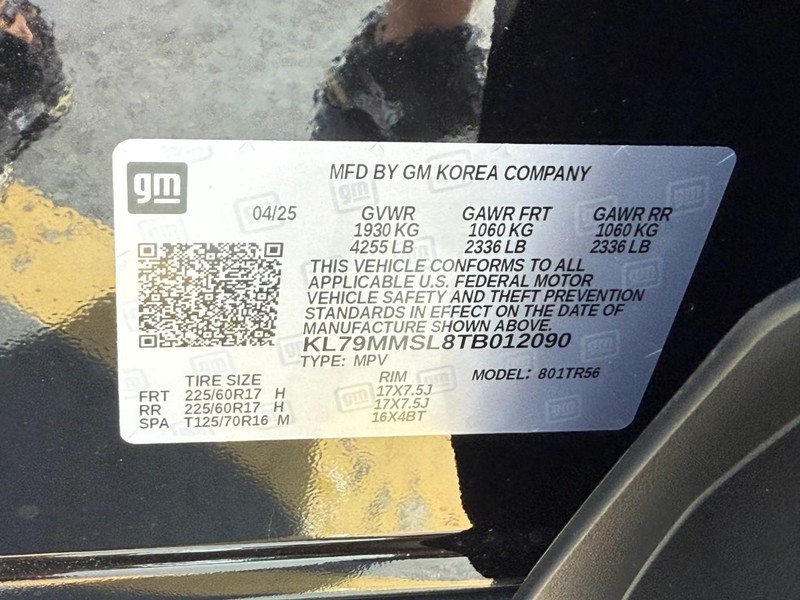 gm
MFD BY GM KOREA COMPANY
04/25 GVWR GAWR FRT GAWR RR
1930 KG 1060 KG 1060 KG
4255 LB 2336 LB 2336 LB
THIS VEHICLE CONFORMS TO ALL
APPLICABLE U.S. FEDERAL MOTOR
VEHICLE SAFETY AND THEFT PREVENTION
STANDARDS IN EFFECT ON THE DATE OF
MANUFACTURE SHOWN ABOVE.
KL79MMSL8TB012090
TYPE: MPV MODEL: 801TR56
TIRE SIZE RIM
FRT 225/60R17 H 17X7.5J
RR 225/60R17 H 17X7.5J
SPA T125/70R16 M 16X4BT